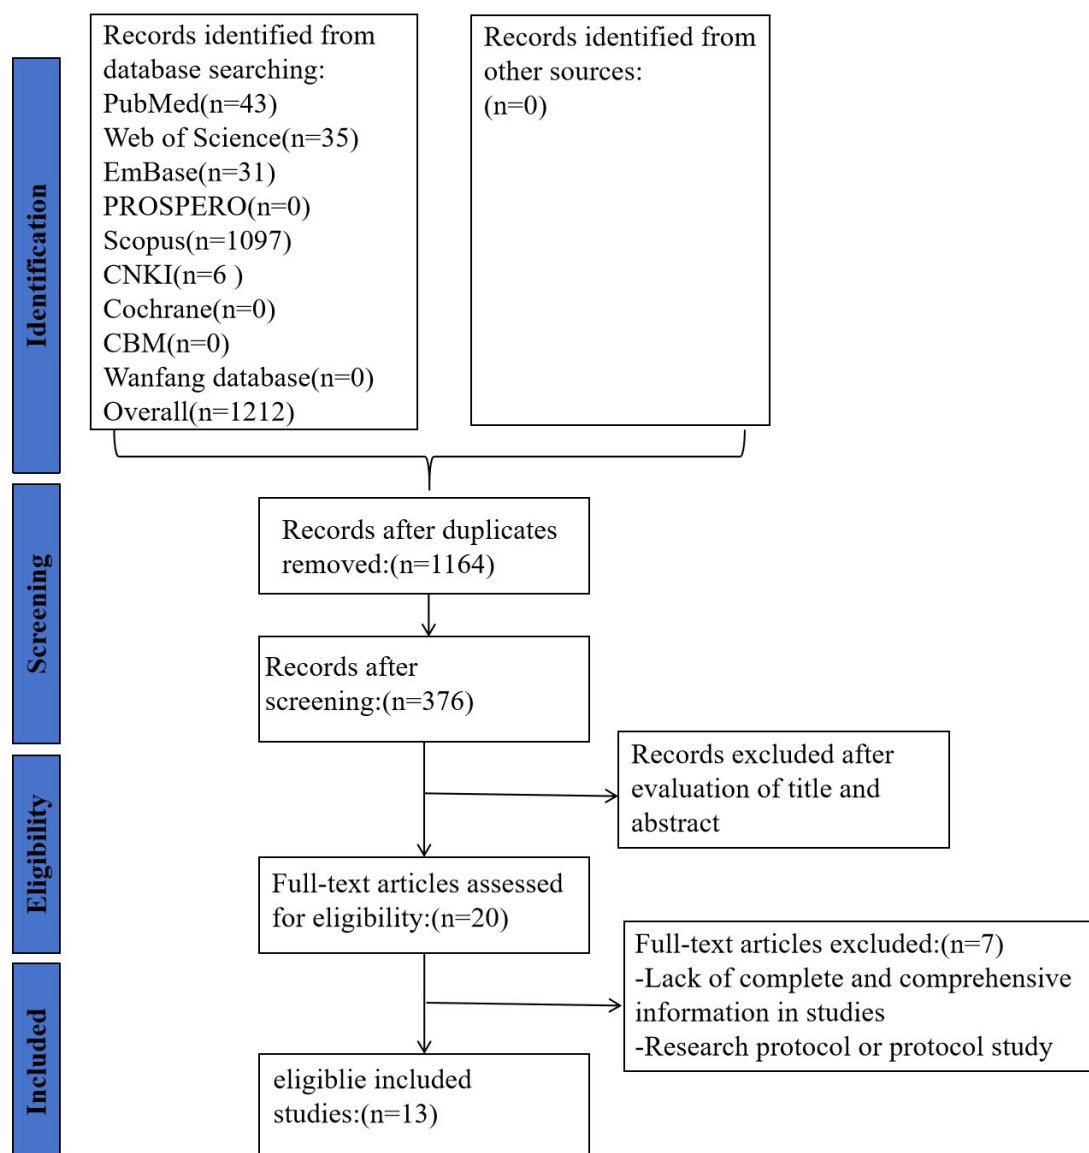 Records identified from
database searching:
PubMed(n=43)
Web of Science(n=35)
EmBase(n=31)
PROSPERO(n=0)
Scopus(n=1097)
CNKI(n=6 )
Cochrane(n=0)
CBM(n=0)
Wanfang database(n=0)
Overall(n=1212)
Records identified from
other sources:
(n=0)
Identification
Records after duplicates
removed:(n=1164)
Screening
Records after
screening:(n=376)
Records excluded after
evaluation of title and
abstract
Eligibility
Full-text articles assessed
for eligibility:(n=20)
Full-text articles excluded:(n=7)
-Lack of complete and comprehensive
information in studies
-Research protocol or protocol study
Included
eligiblie included
studies:(n=13)